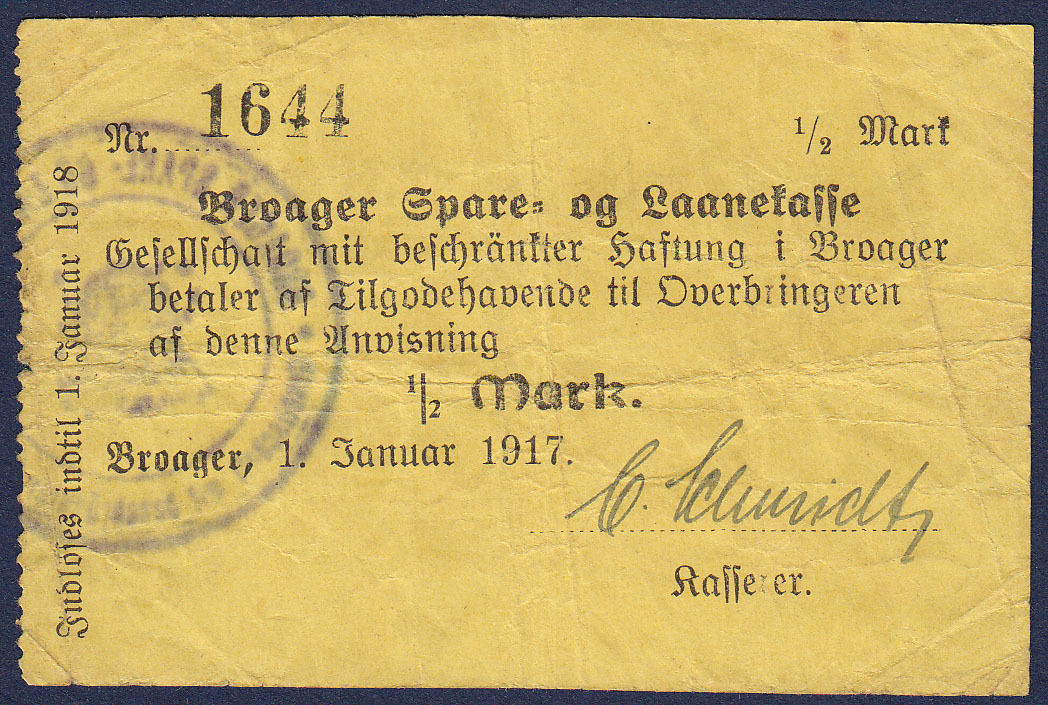 Nr. 1644
1/2 Mark
Broager Spare- og Laanekasse
Gesellschaft mit beschränkter Haftung i Broager
betaler af Tilgodehavende til Overbringeren
af denne Anvisning
1/2 Mark.
Broager, 1. Januar 1917.
C. Schmidt
Kasserer.
Indlöses indtil 1. Januar 1918